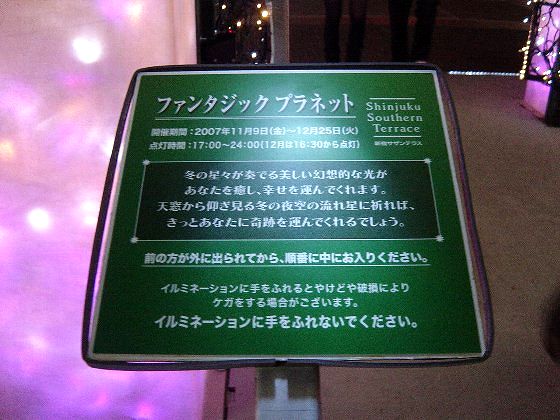 ファンタジック プラネット
Shinjuku
Southern
Terrace
新宿サザンテラス
開催期間：2007年11月9日(金)～12月25日(火)
点灯時間：17:00～24:00(12月は16:30から点灯)
冬の星々が奏でる美しい幻想的な光が
あなたを癒し、幸せを運んでくれます。
天窓から仰ぎ見る冬の夜空の流れ星に祈れば、
きっとあなたに奇跡を運んでくれるでしょう。
前の方が外に出られてから、順番に中にお入りください。
イルミネーションに手をふれるとやけどや破損により
ケガをする場合がございます。
イルミネーションに手をふれないでください。